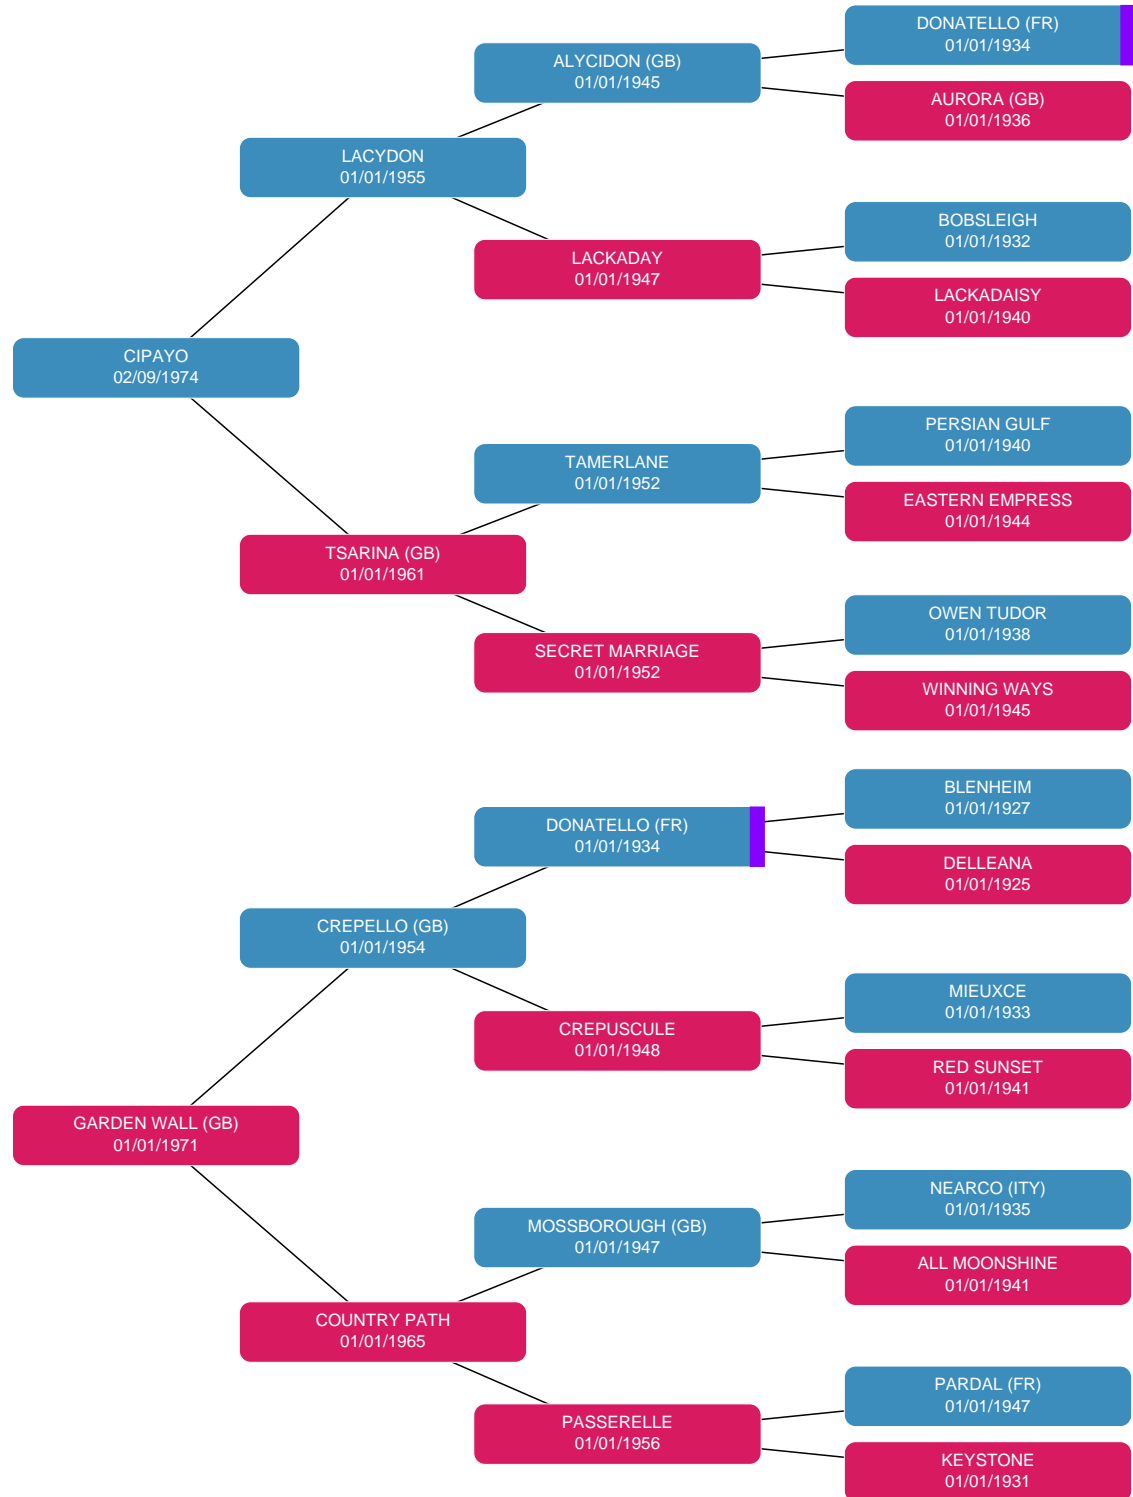 DONATELLO (FR)
01/01/1934
ALYCIDON (GB)
01/01/1945
AURORA (GB)
01/01/1936
LACYDON
01/01/1955
BOBSLEIGH
01/01/1932
LACKADAY
01/01/1947
LACKADAISY
01/01/1940
CIPAYO
02/09/1974
PERSIAN GULF
01/01/1940
TAMERLANE
01/01/1952
EASTERN EMPRESS
01/01/1944
TSARINA (GB)
01/01/1961
OWEN TUDOR
01/01/1938
SECRET MARRIAGE
01/01/1952
WINNING WAYS
01/01/1945
BLENHEIM
01/01/1927
DONATELLO (FR)
01/01/1934
DELLEANA
01/01/1925
CREPELLO (GB)
01/01/1954
MIEUXCE
01/01/1933
CREPUSCULE
01/01/1948
RED SUNSET
01/01/1941
GARDEN WALL (GB)
01/01/1971
NEARCO (ITY)
01/01/1935
MOSSBOROUGH (GB)
01/01/1947
ALL MOONSHINE
01/01/1941
COUNTRY PATH
01/01/1965
PARDAL (FR)
01/01/1947
PASSERELLE
01/01/1956
KEYSTONE
01/01/1931